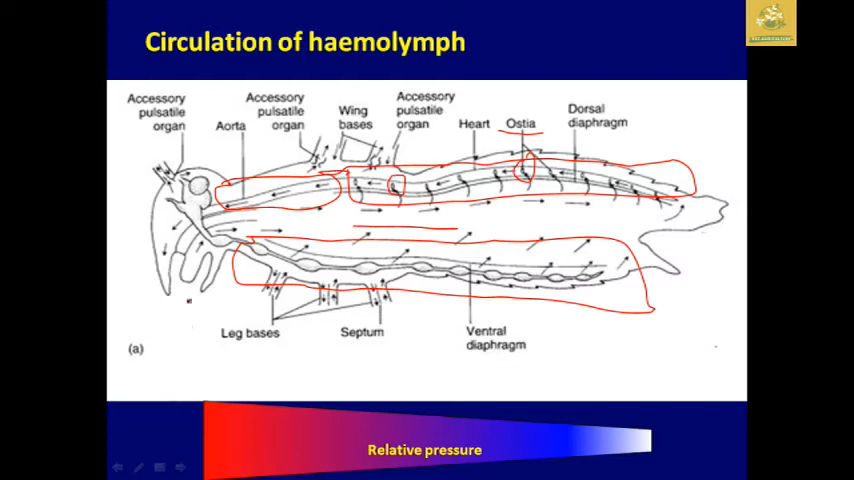 Circulation of haemolymph
Accessory
pulsatile
organ
Aorta
Accessory
pulsatile
organ
Wing
bases
Accessory
pulsatile
organ
Heart
Ostia
Dorsal
diaphragm
Leg bases
Septum
Ventral
diaphragm
(a)
Relative pressure